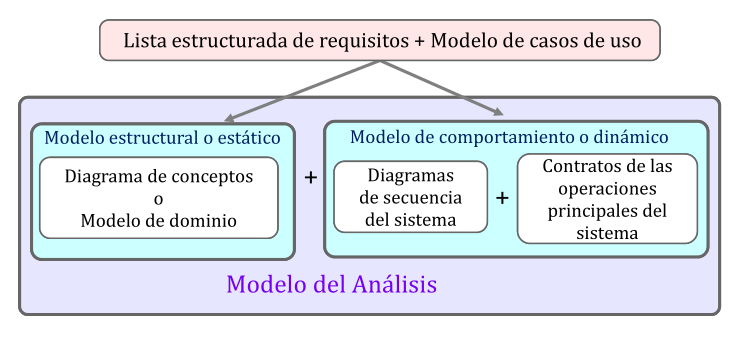 Lista estructurada de requisitos + Modelo de casos de uso
Modelo estructural o estático
Diagrama de conceptos
o
Modelo de dominio
+
Modelo de comportamiento o dinámico
Diagramas
de secuencia
del sistema
+
Contratos de las
operaciones
principales del
sistema
Modelo del Análisis